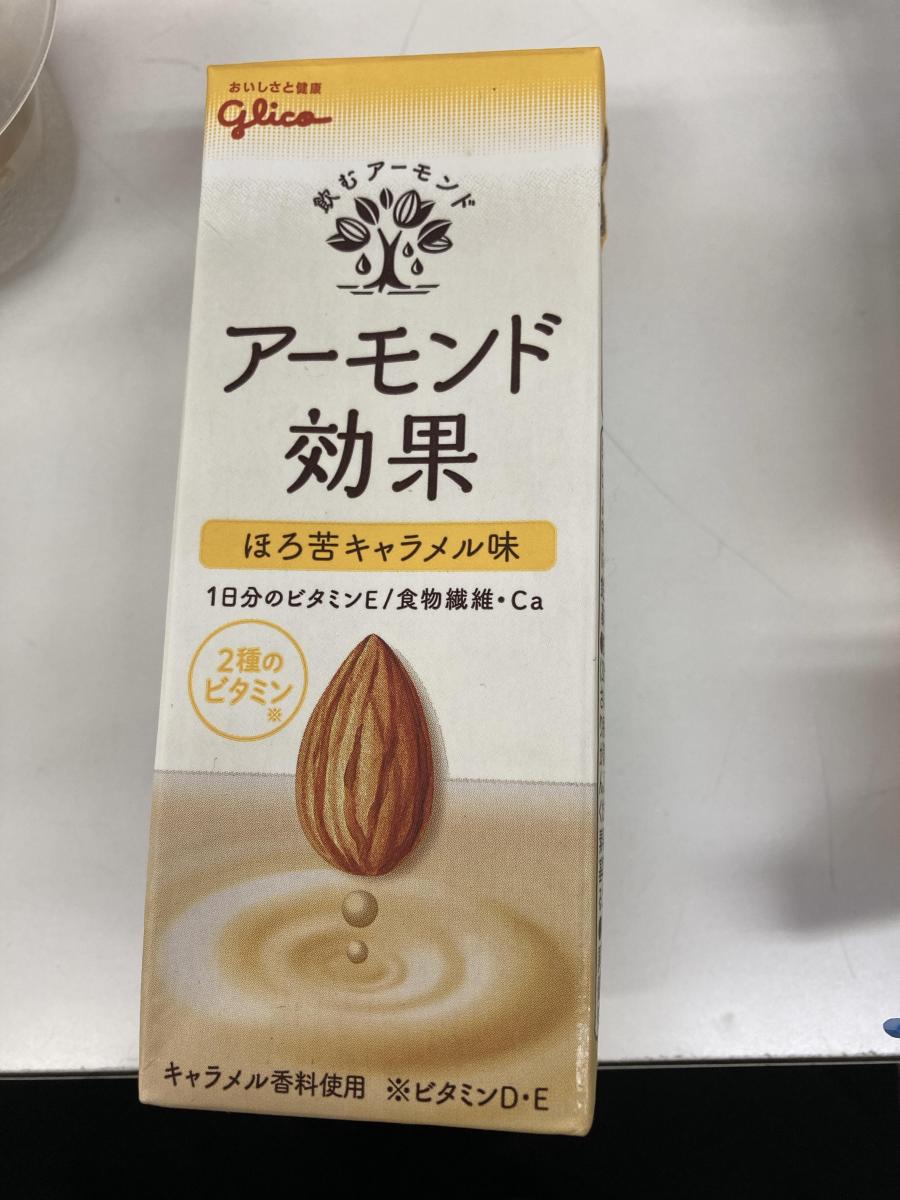 おいしさと健康
Glico
飲むアーモンド
アーモンド
効果
ほろ苦キャラメル味
1日分のビタミンE/食物繊維・Ca
2種の
ビタミン
※
キャラメル香料使用 ※ビタミンD・E